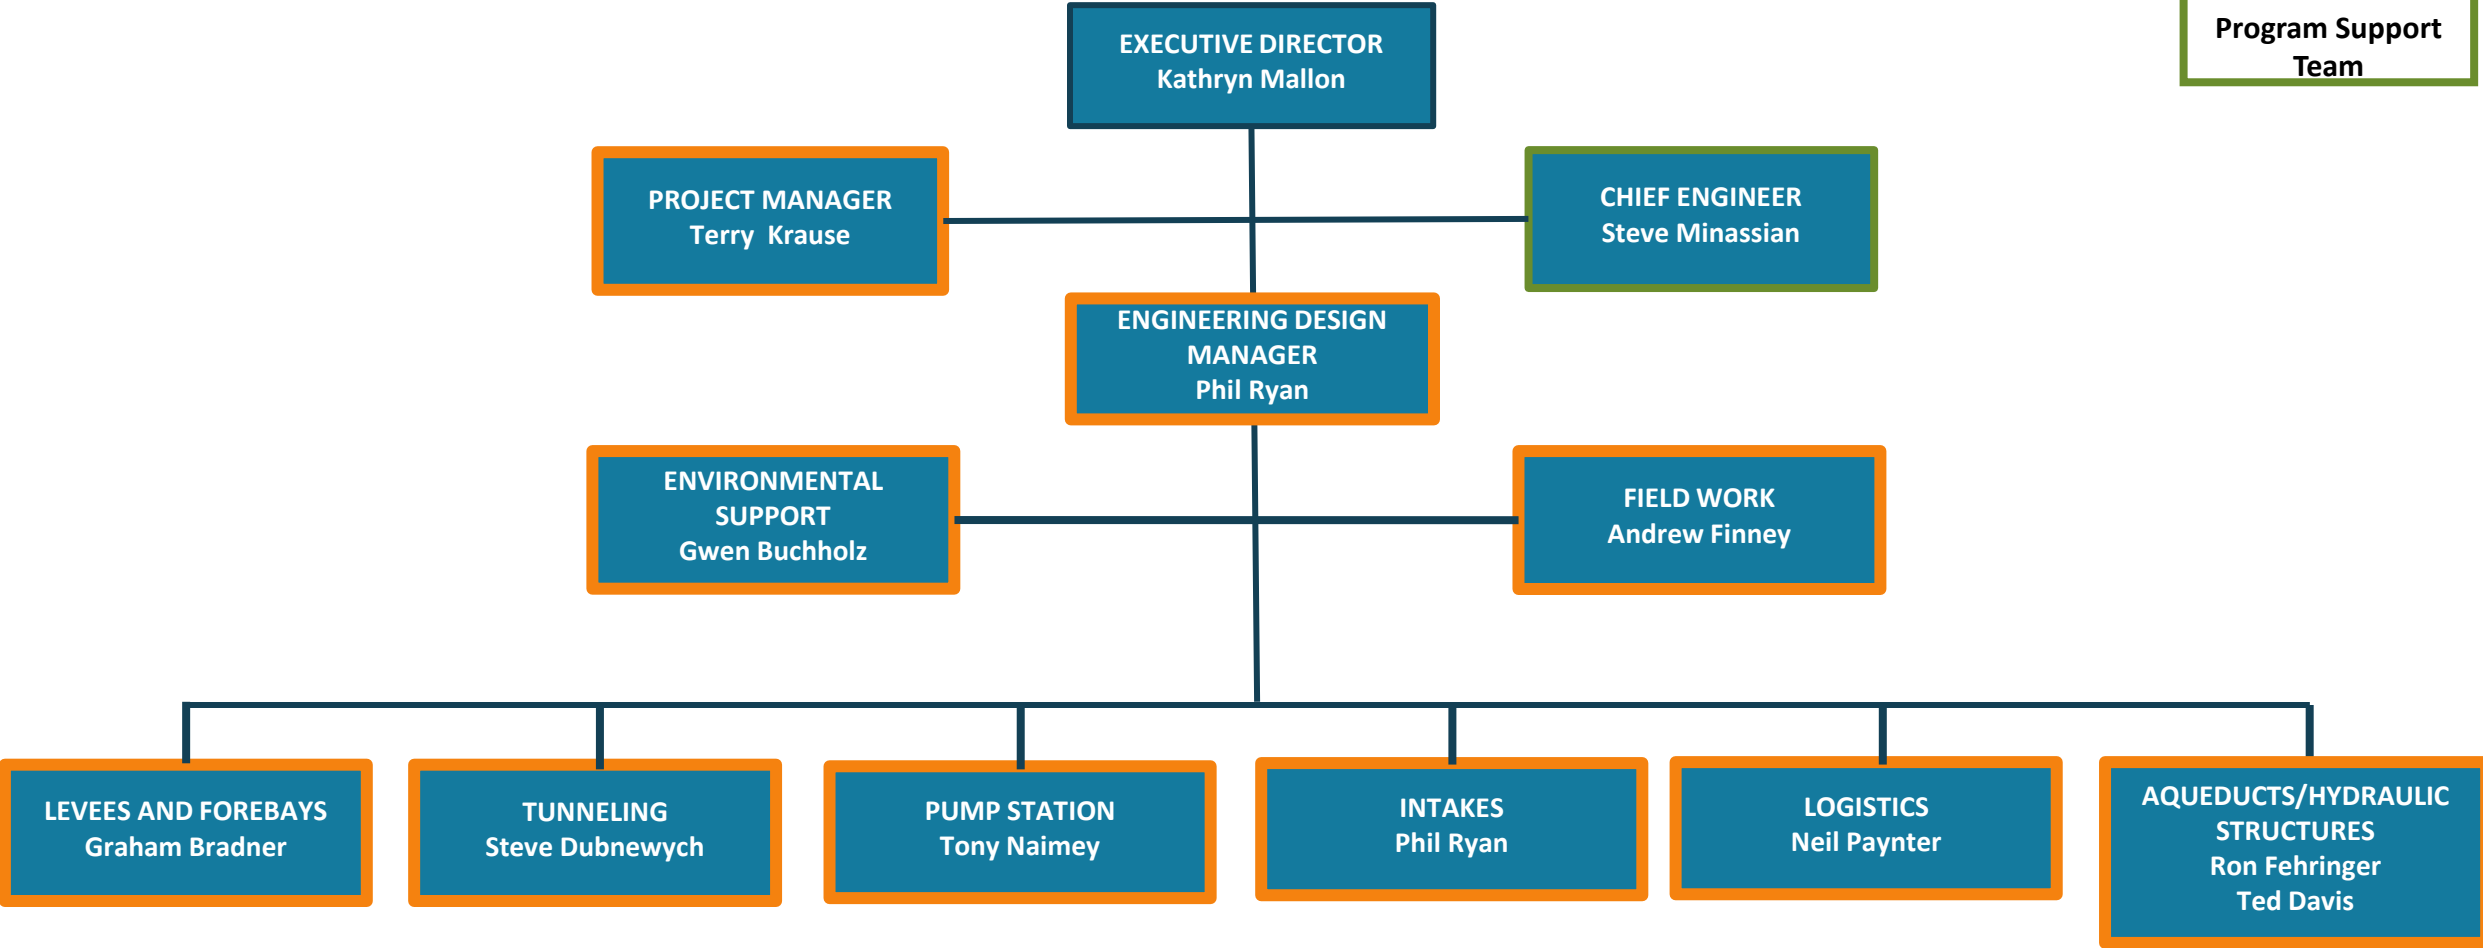 Program Support
Team
EXECUTIVE DIRECTOR
Kathryn Mallon
PROJECT MANAGER
Terry  Krause
CHIEF ENGINEER
Steve Minassian
ENGINEERING DESIGN
MANAGER
Phil Ryan
ENVIRONMENTAL
SUPPORT
Gwen Buchholz
FIELD WORK
Andrew Finney
LEVEES AND FOREBAYS
Graham Bradner
TUNNELING
Steve Dubnewych
PUMP STATION
Tony Naimey
INTAKES
Phil Ryan
LOGISTICS
Neil Paynter
AQUEDUCTS/HYDRAULIC
STRUCTURES
Ron Fehringer
Ted Davis